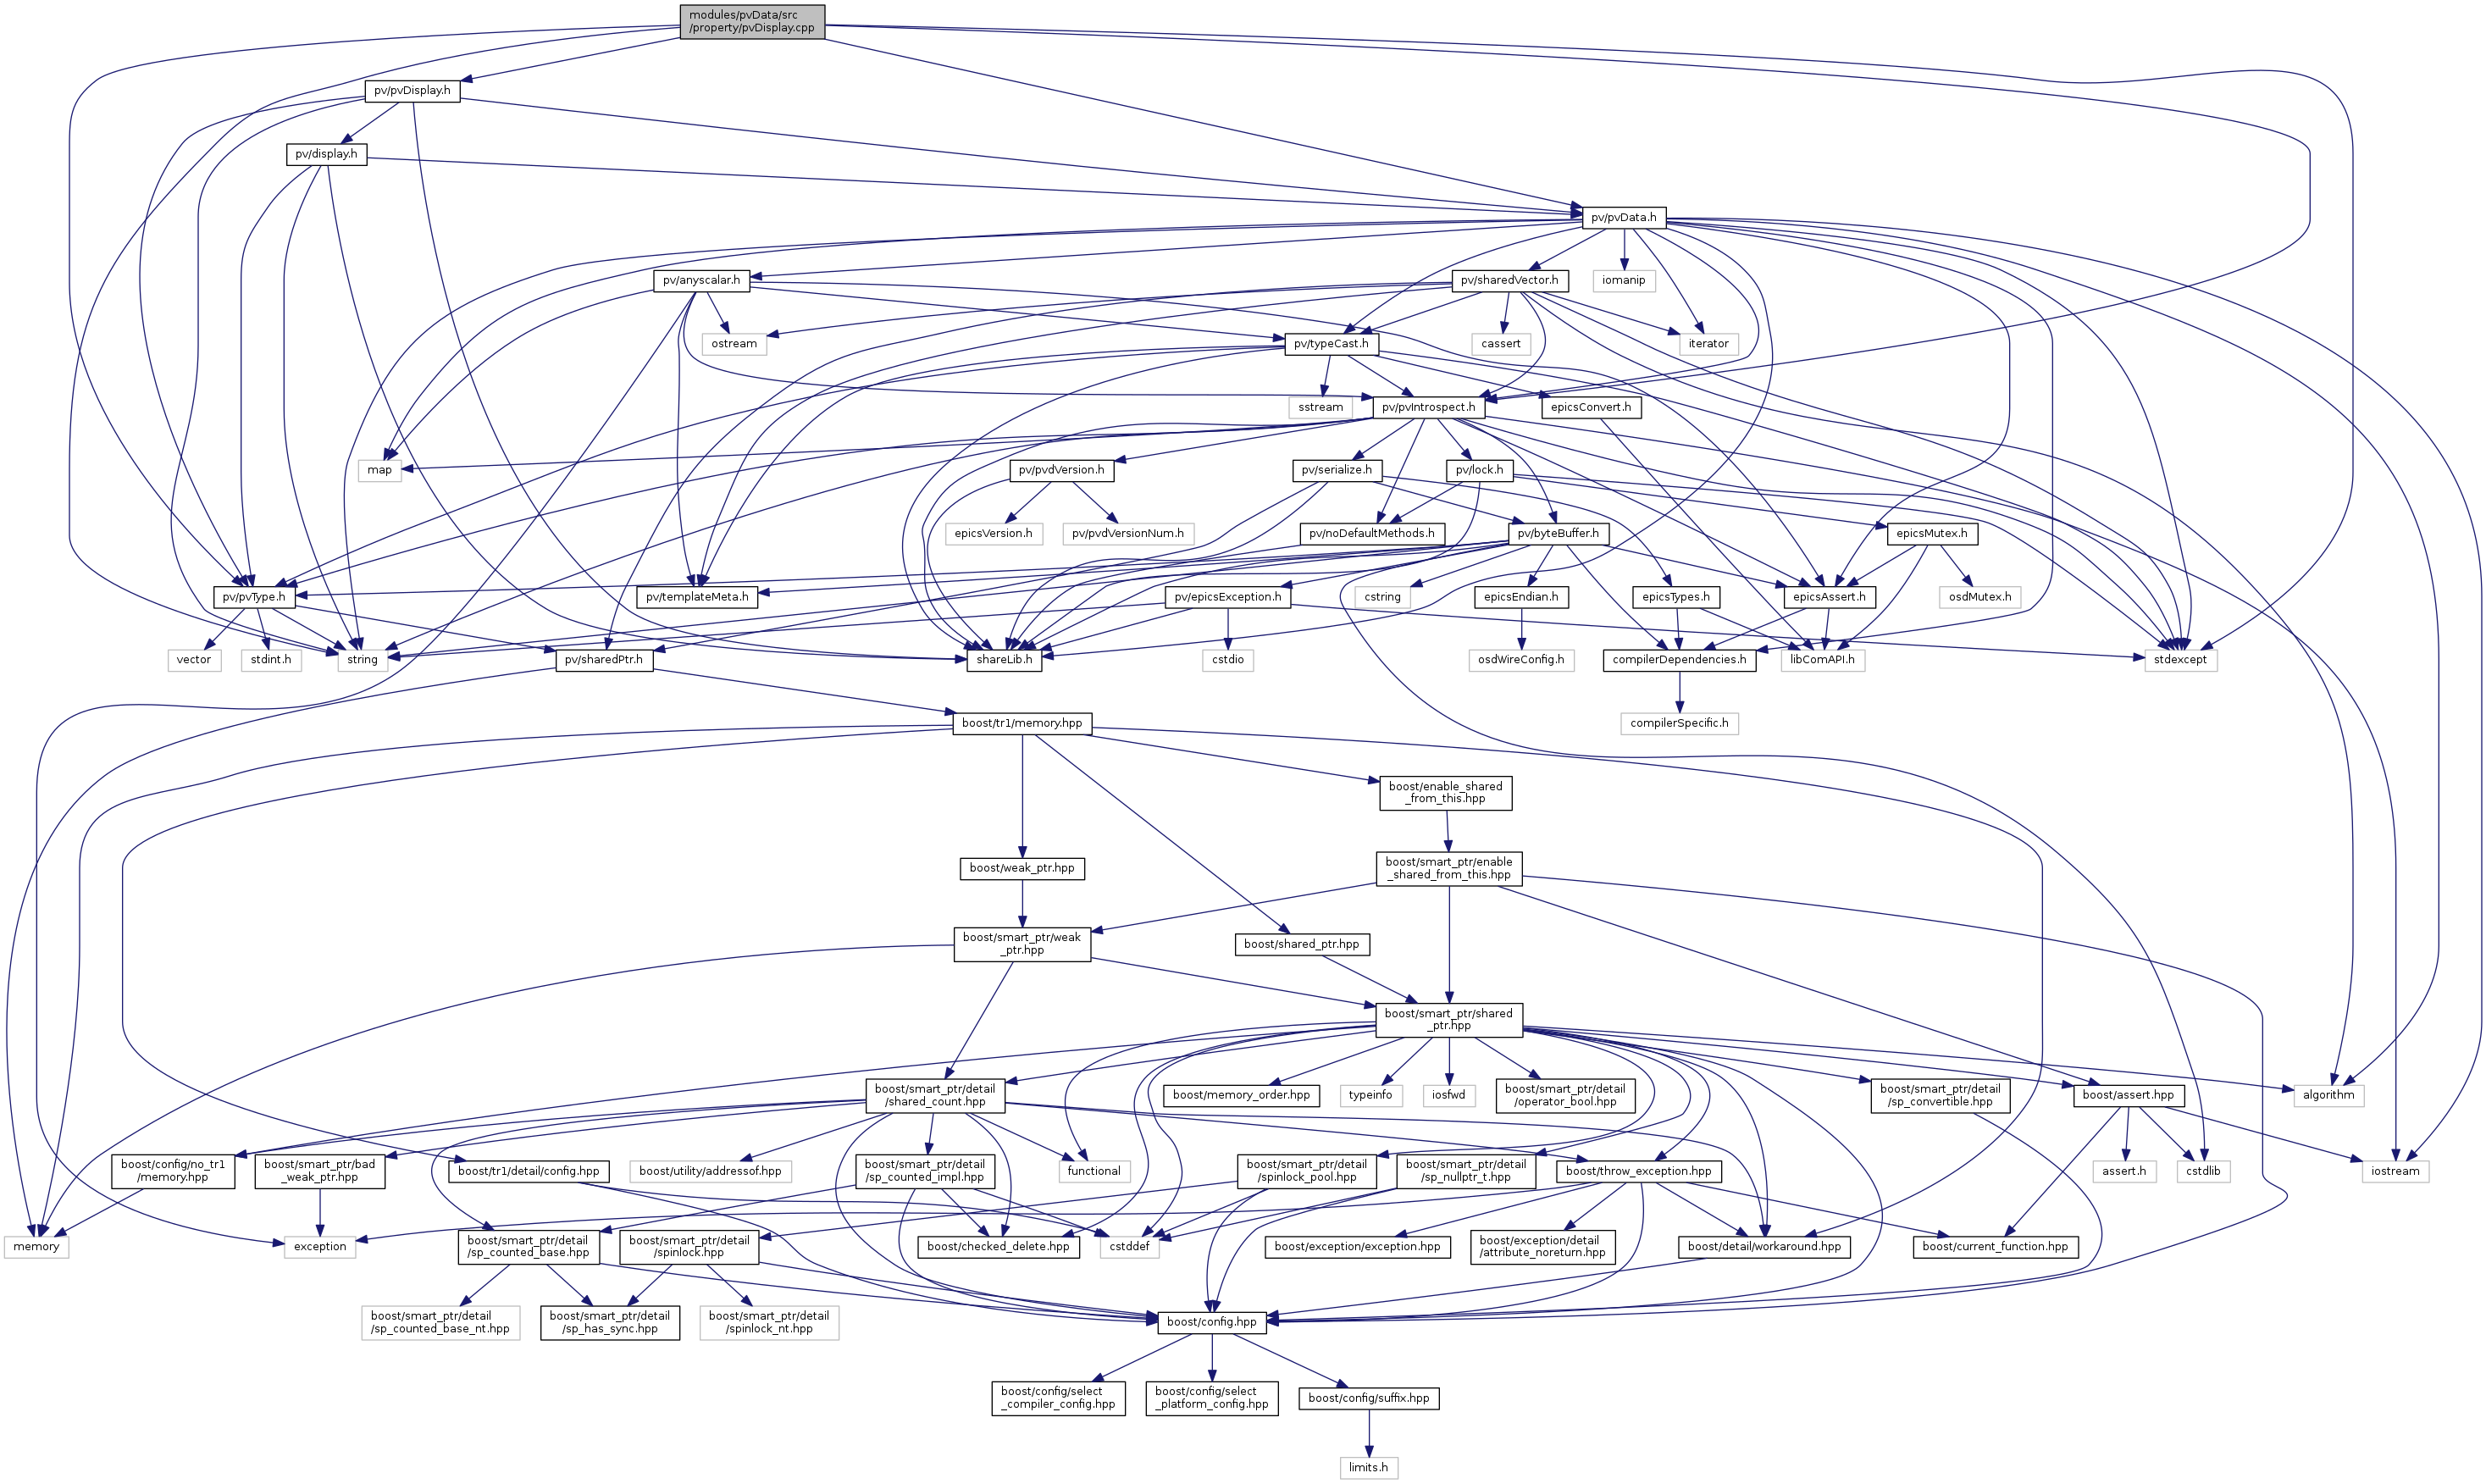 modules/pvData/src
/property/pvDisplay.cpp
pv/pvDisplay.h
pv/display.h
pv/pvData.h
pv/anyscalar.h
pv/sharedVector.h
iomanip
ostream
pv/typeCast.h
cassert
iterator
sstream
pv/pvIntrospect.h
epicsConvert.h
map
pv/pvdVersion.h
pv/serialize.h
pv/lock.h
epicsVersion.h
pv/pvdVersionNum.h
pv/noDefaultMethods.h
pv/byteBuffer.h
epicsMutex.h
pv/pvType.h
pv/templateMeta.h
pv/epicsException.h
cstring
epicsEndian.h
epicsTypes.h
epicsAssert.h
osdMutex.h
vector
stdint.h
string
pv/sharedPtr.h
shareLib.h
cstdio
osdWireConfig.h
compilerDependencies.h
libComAPI.h
stdexcept
boost/tr1/memory.hpp
compilerSpecific.h
boost/enable_shared
_from_this.hpp
boost/weak_ptr.hpp
boost/smart_ptr/enable
_shared_from_this.hpp
boost/smart_ptr/weak
_ptr.hpp
boost/shared_ptr.hpp
boost/smart_ptr/shared
_ptr.hpp
boost/smart_ptr/detail
/shared_count.hpp
boost/memory_order.hpp
typeinfo
iosfwd
boost/smart_ptr/detail
/operator_bool.hpp
boost/smart_ptr/detail
/sp_convertible.hpp
boost/assert.hpp
algorithm
boost/config/no_tr1
/memory.hpp
boost/smart_ptr/bad
_weak_ptr.hpp
boost/tr1/detail/config.hpp
boost/utility/addressof.hpp
boost/smart_ptr/detail
/sp_counted_impl.hpp
functional
boost/smart_ptr/detail
/spinlock_pool.hpp
boost/smart_ptr/detail
/sp_nullptr_t.hpp
boost/throw_exception.hpp
assert.h
cstdlib
iostream
memory
exception
boost/smart_ptr/detail
/sp_counted_base.hpp
boost/smart_ptr/detail
/spinlock.hpp
boost/checked_delete.hpp
cstddef
boost/exception/exception.hpp
boost/exception/detail
/attribute_noreturn.hpp
boost/detail/workaround.hpp
boost/current_function.hpp
boost/smart_ptr/detail
/sp_counted_base_nt.hpp
boost/smart_ptr/detail
/sp_has_sync.hpp
boost/smart_ptr/detail
/spinlock_nt.hpp
boost/config.hpp
boost/config/select
_compiler_config.hpp
boost/config/select
_platform_config.hpp
boost/config/suffix.hpp
limits.h